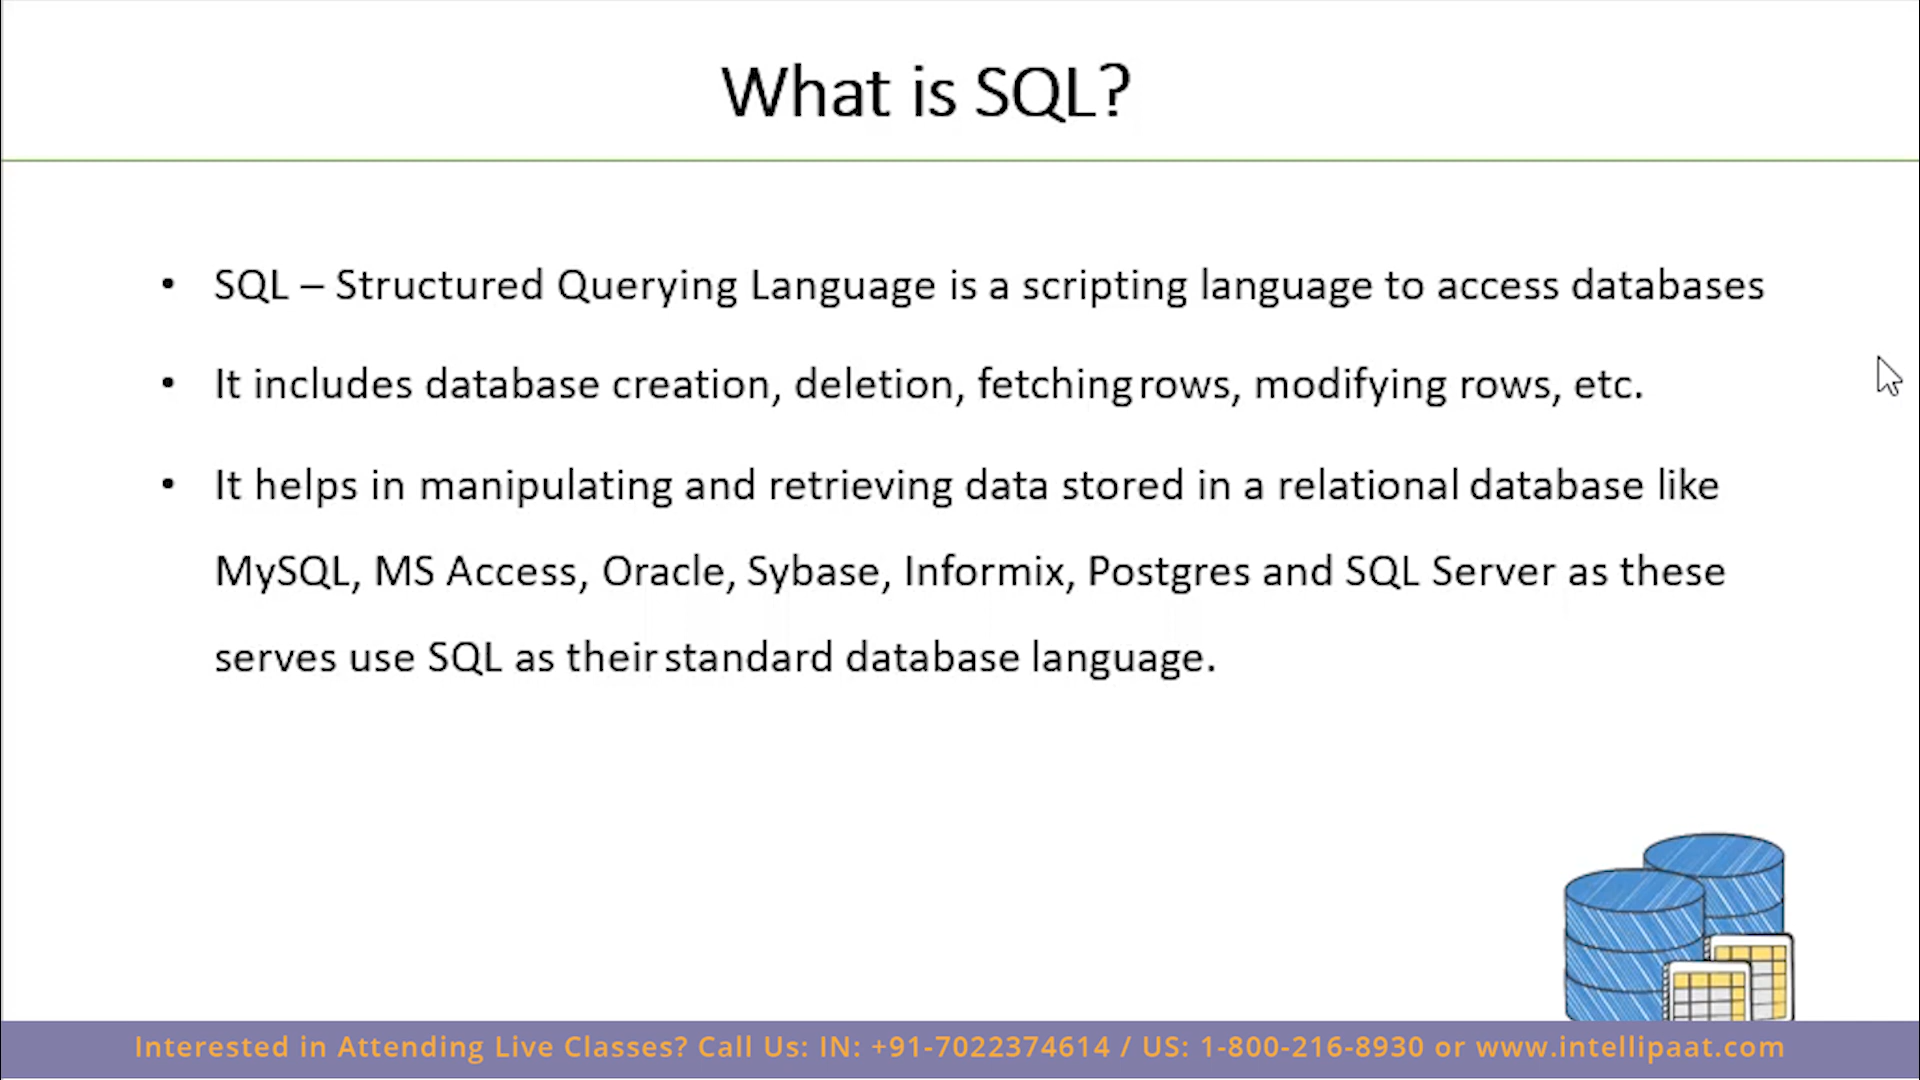 What is SQL?
• SQL – Structured Querying Language is a scripting language to access databases
• It includes database creation, deletion, fetching rows, modifying rows, etc.
• It helps in manipulating and retrieving data stored in a relational database like
MySQL, MS Access, Oracle, Sybase, Informix, Postgres and SQL Server as these
serves use SQL as their standard database language.
Interested in Attending Live Classes? Call Us: IN: +91-7022374614 / US: 1-800-216-8930 or www.intellipaat.com